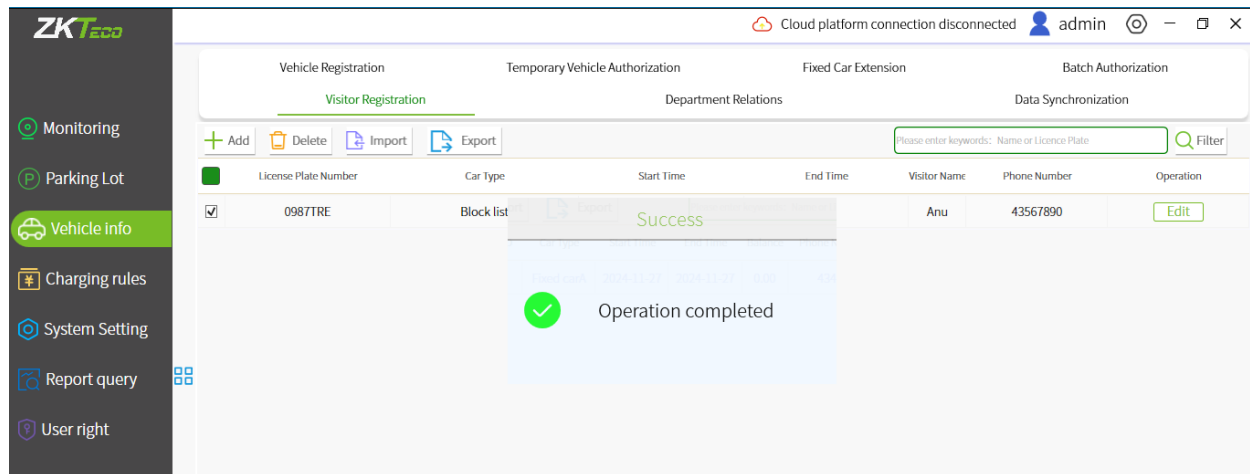 ZKTeco
Cloud platform connection disconnected admin
Vehicle Registration Temporary Vehicle Authorization Fixed Car Extension Batch Authorization
Visitor Registration Department Relations Data Synchronization
Monitoring
Parking Lot
Vehicle info
Charging rules
System Setting
Report query
User right
Add Delete Import Export Please enter keywords: Name or Licence Plate Filter
License Plate Number Car Type Start Time End Time Visitor Name Phone Number Operation
0987TRE Block list Anu 43567890 Edit
Success
Operation completed